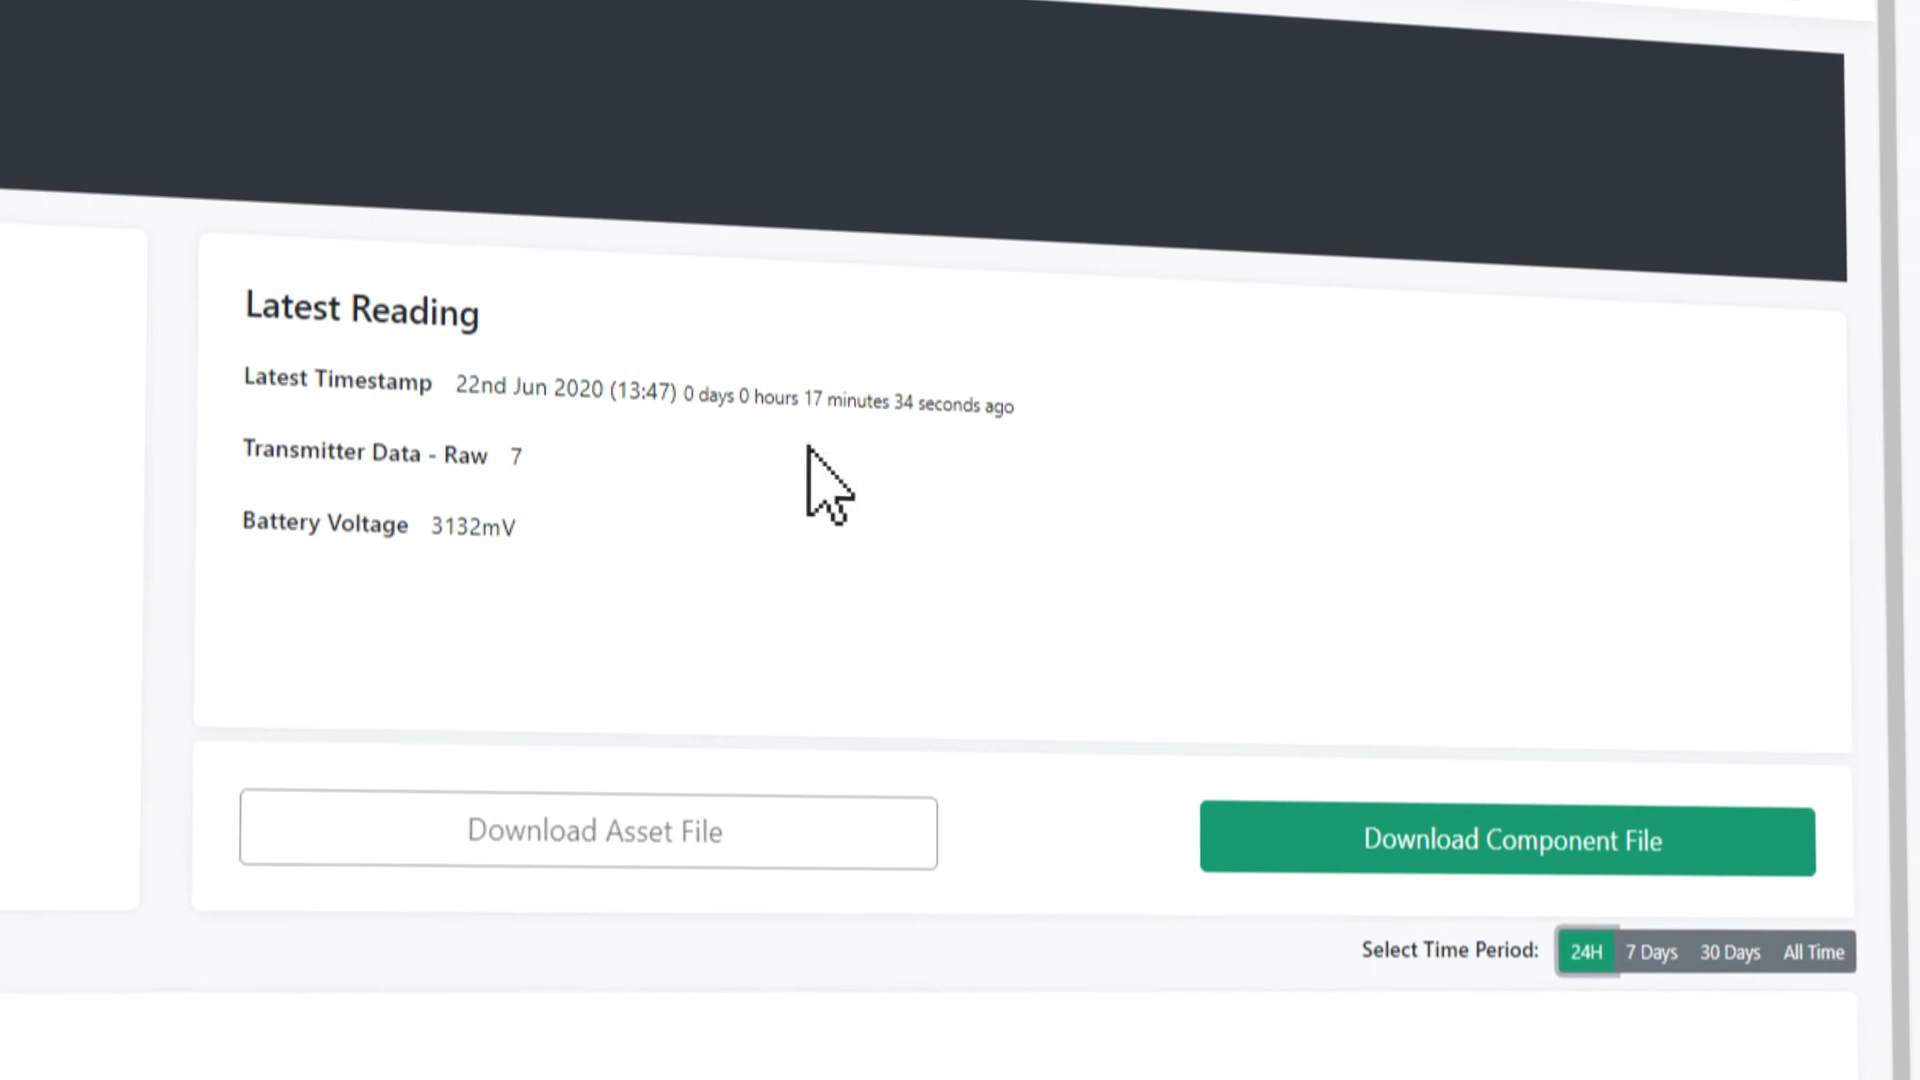 Latest Reading
Latest Timestamp 22nd Jun 2020 (13:47) 0 days 0 hours 17 minutes 34 seconds ago
Transmitter Data - Raw 7
Battery Voltage 3132mV
Download Asset File
Download Component File
Select Time Period: 24H 7 Days 30 Days All Time